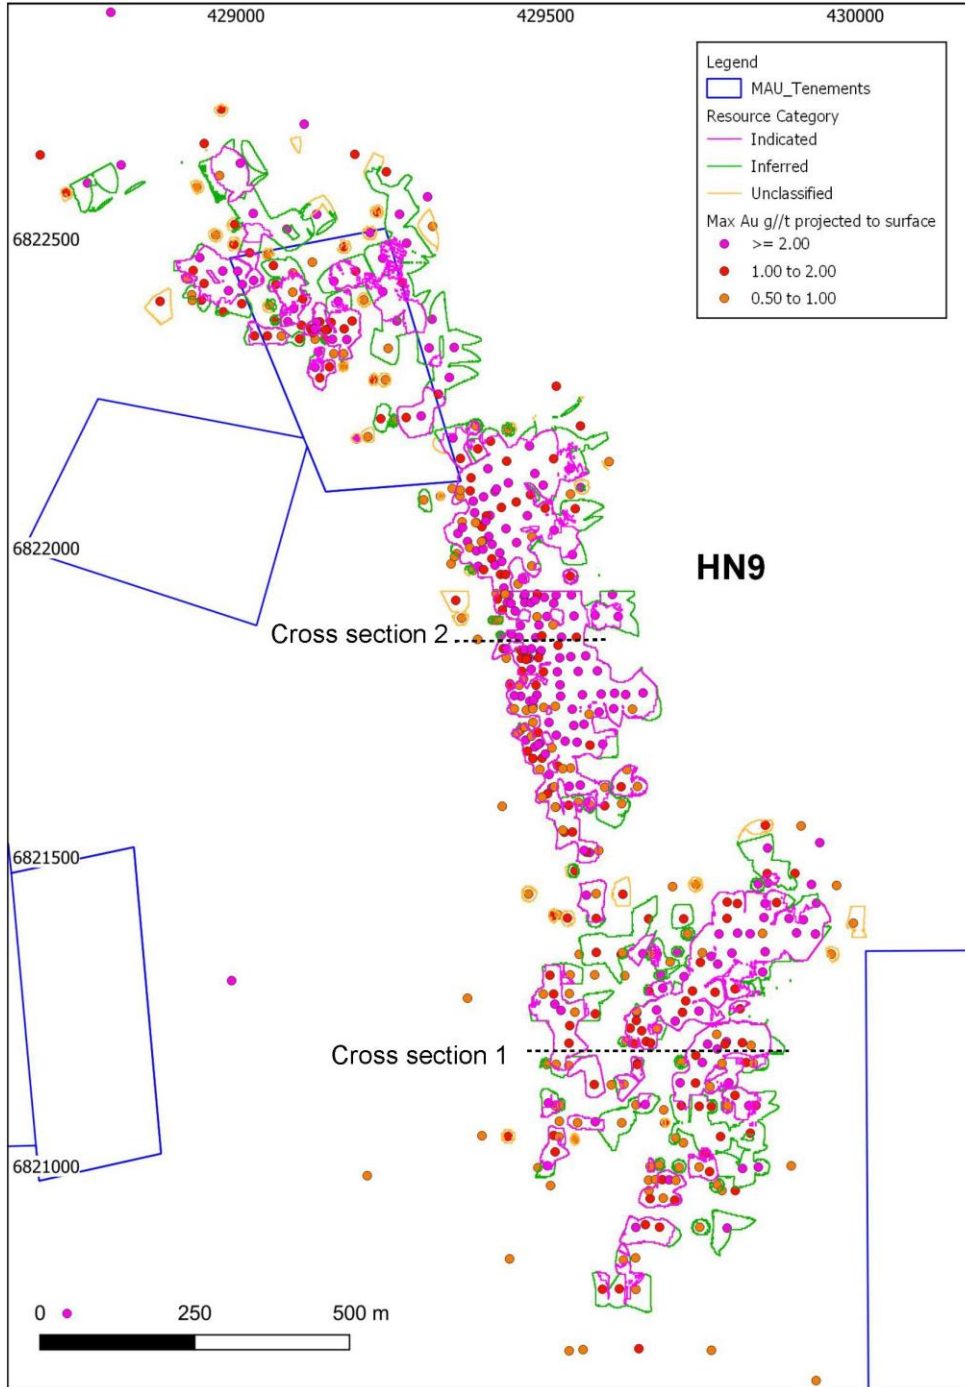 429000 429500 430000
Legend
MAU_Tenements
Resource Category
Indicated
Inferred
Unclassified
Max Au g//t projected to surface
>= 2.00
1.00 to 2.00
0.50 to 1.00
6822500
6822000
HN9
Cross section 2
6821500
Cross section 1
6821000
0 250 500 m